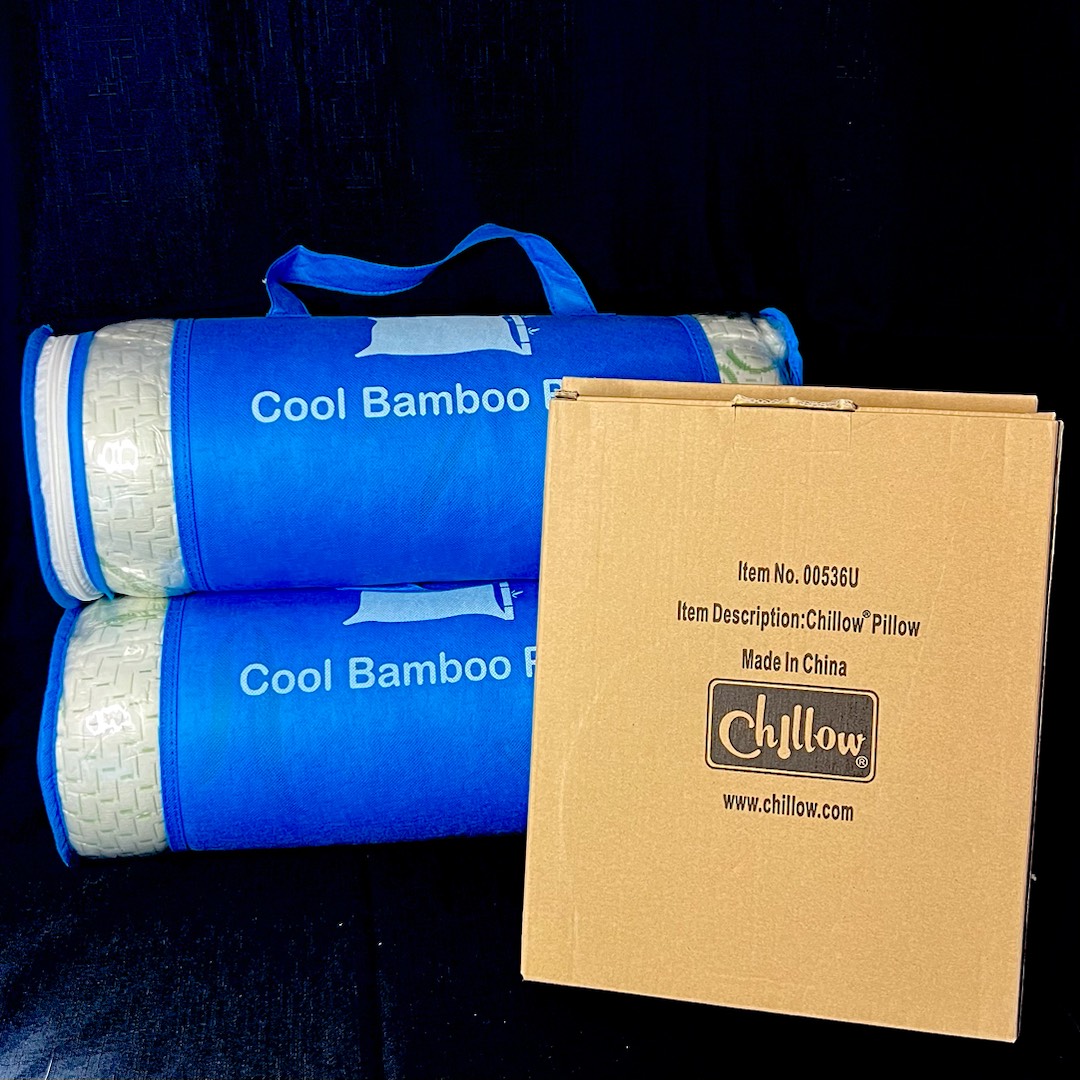 Cool Bamboo
Cool Bamboo
Item No. 00536U
Item Description:Chillow® Pillow
Made In China
Chillow®
www.chillow.com